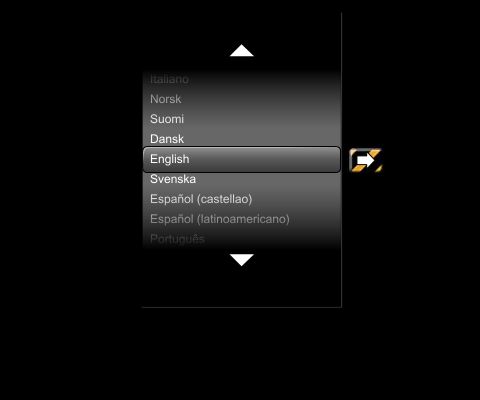 Italiano
Norsk
Suomi
Dansk
English
Svenska
Español (castellao)
Español (latinoamericano)
Português